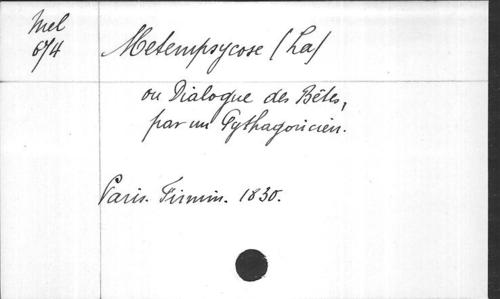 Mel
674
Metempsycose (La)
ou Dialogue des Bêtes,
par un Pythagoricien.
Paris. Firmin. 1830.